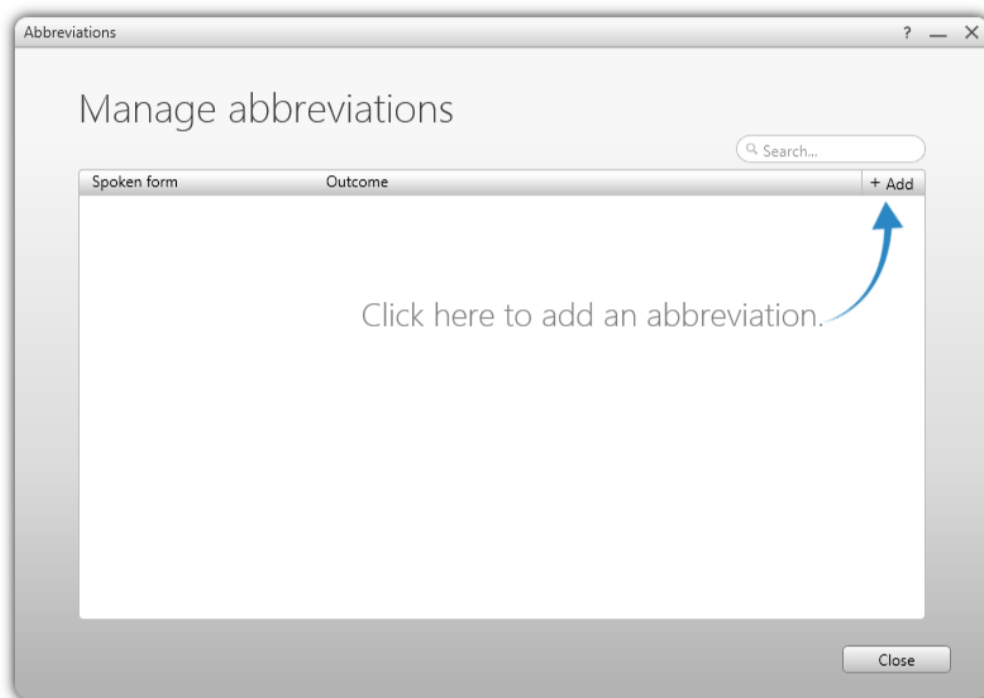 Abbreviations ?
Manage abbreviations
Search...
Spoken form Outcome + Add
Click here to add an abbreviation.
Close